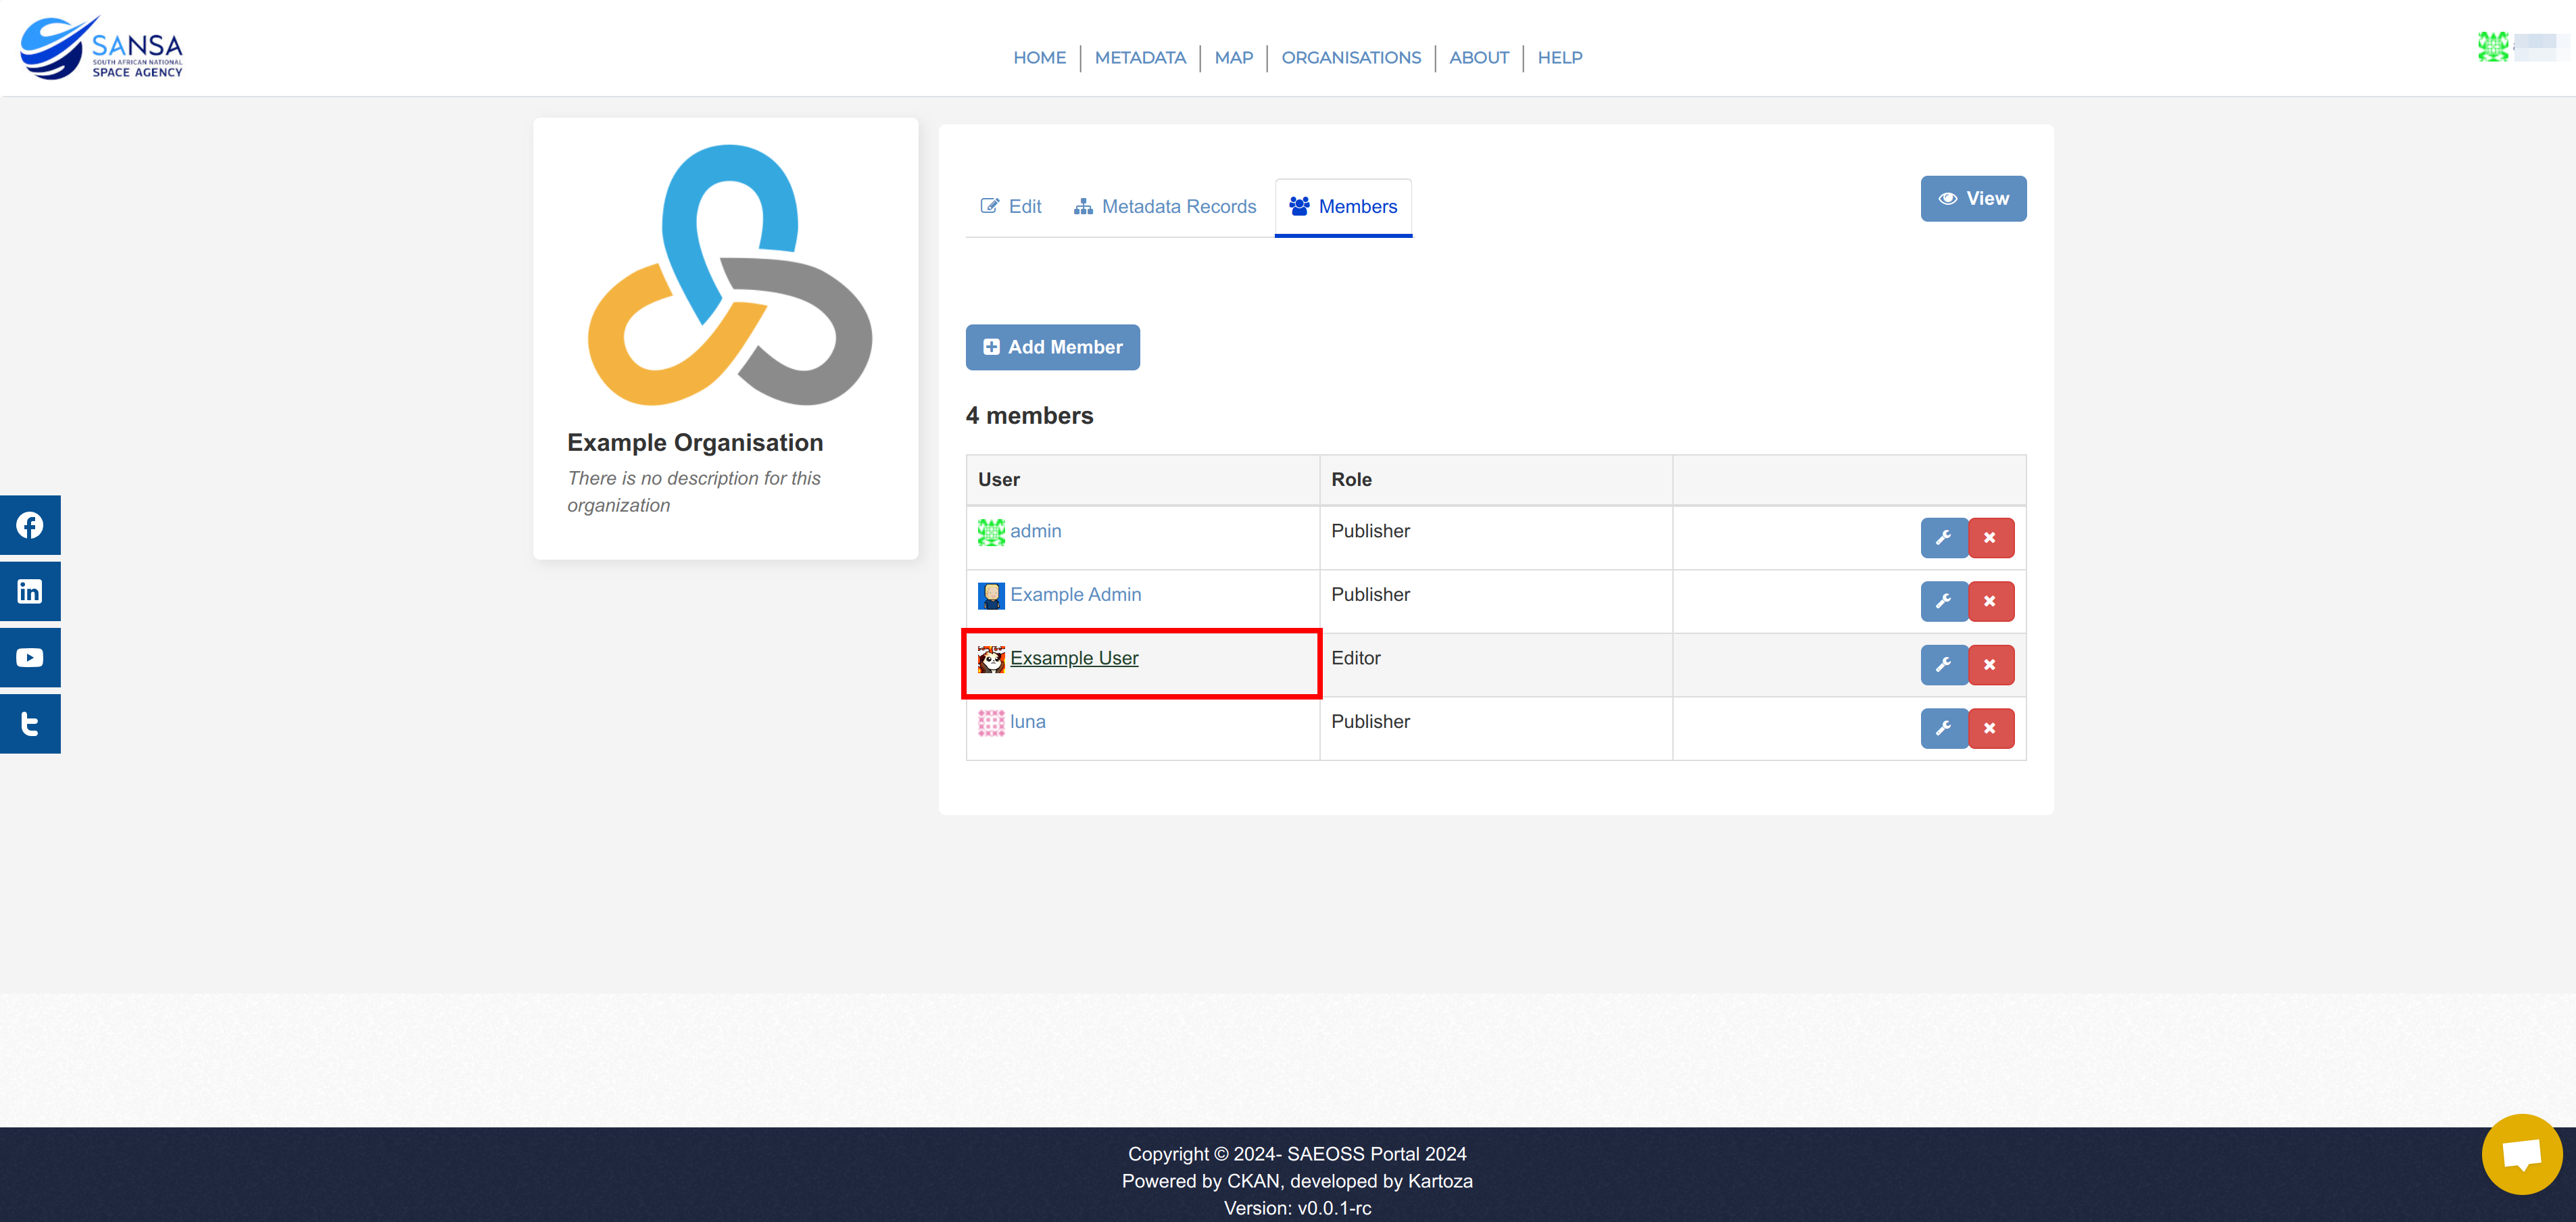 SANSA
SOUTH AFRICAN NATIONAL
SPACE AGENCY
HOME
METADATA
MAP
ORGANISATIONS
ABOUT
HELP
Example Organisation
There is no description for this
organization
Edit
Metadata Records
Members
View
Add Member
4 members
User Role
admin Publisher
Example Admin Publisher
Exsample User Editor
luna Publisher
Copyright © 2024- SAEOSS Portal 2024
Powered by CKAN, developed by Kartoza
Version: v0.0.1-rc